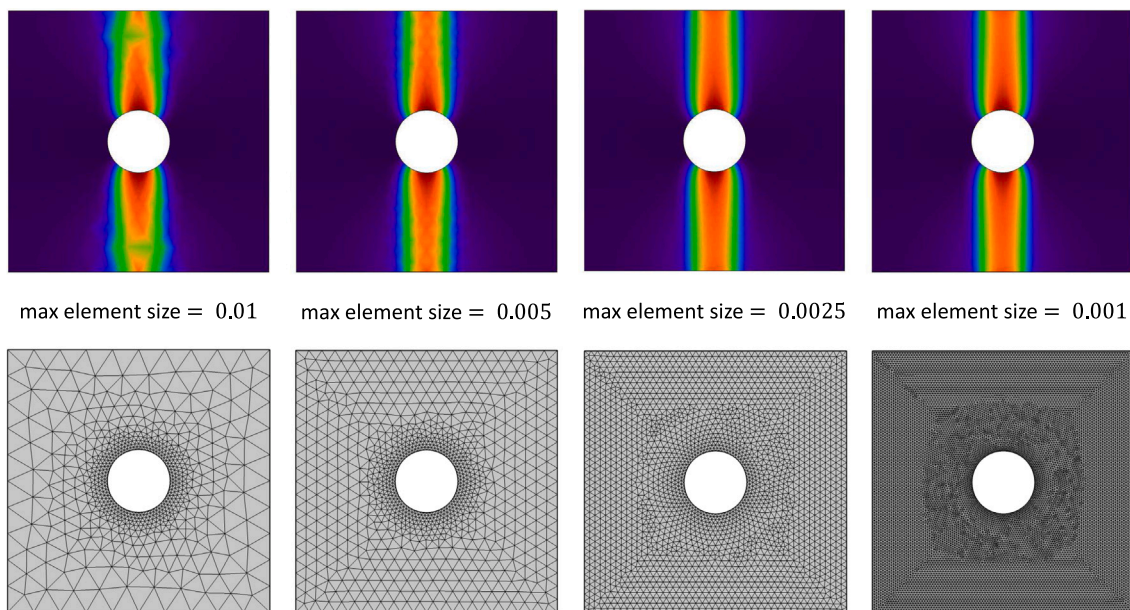 max element size = 0.01
max element size = 0.005
max element size = 0.0025
max element size = 0.001